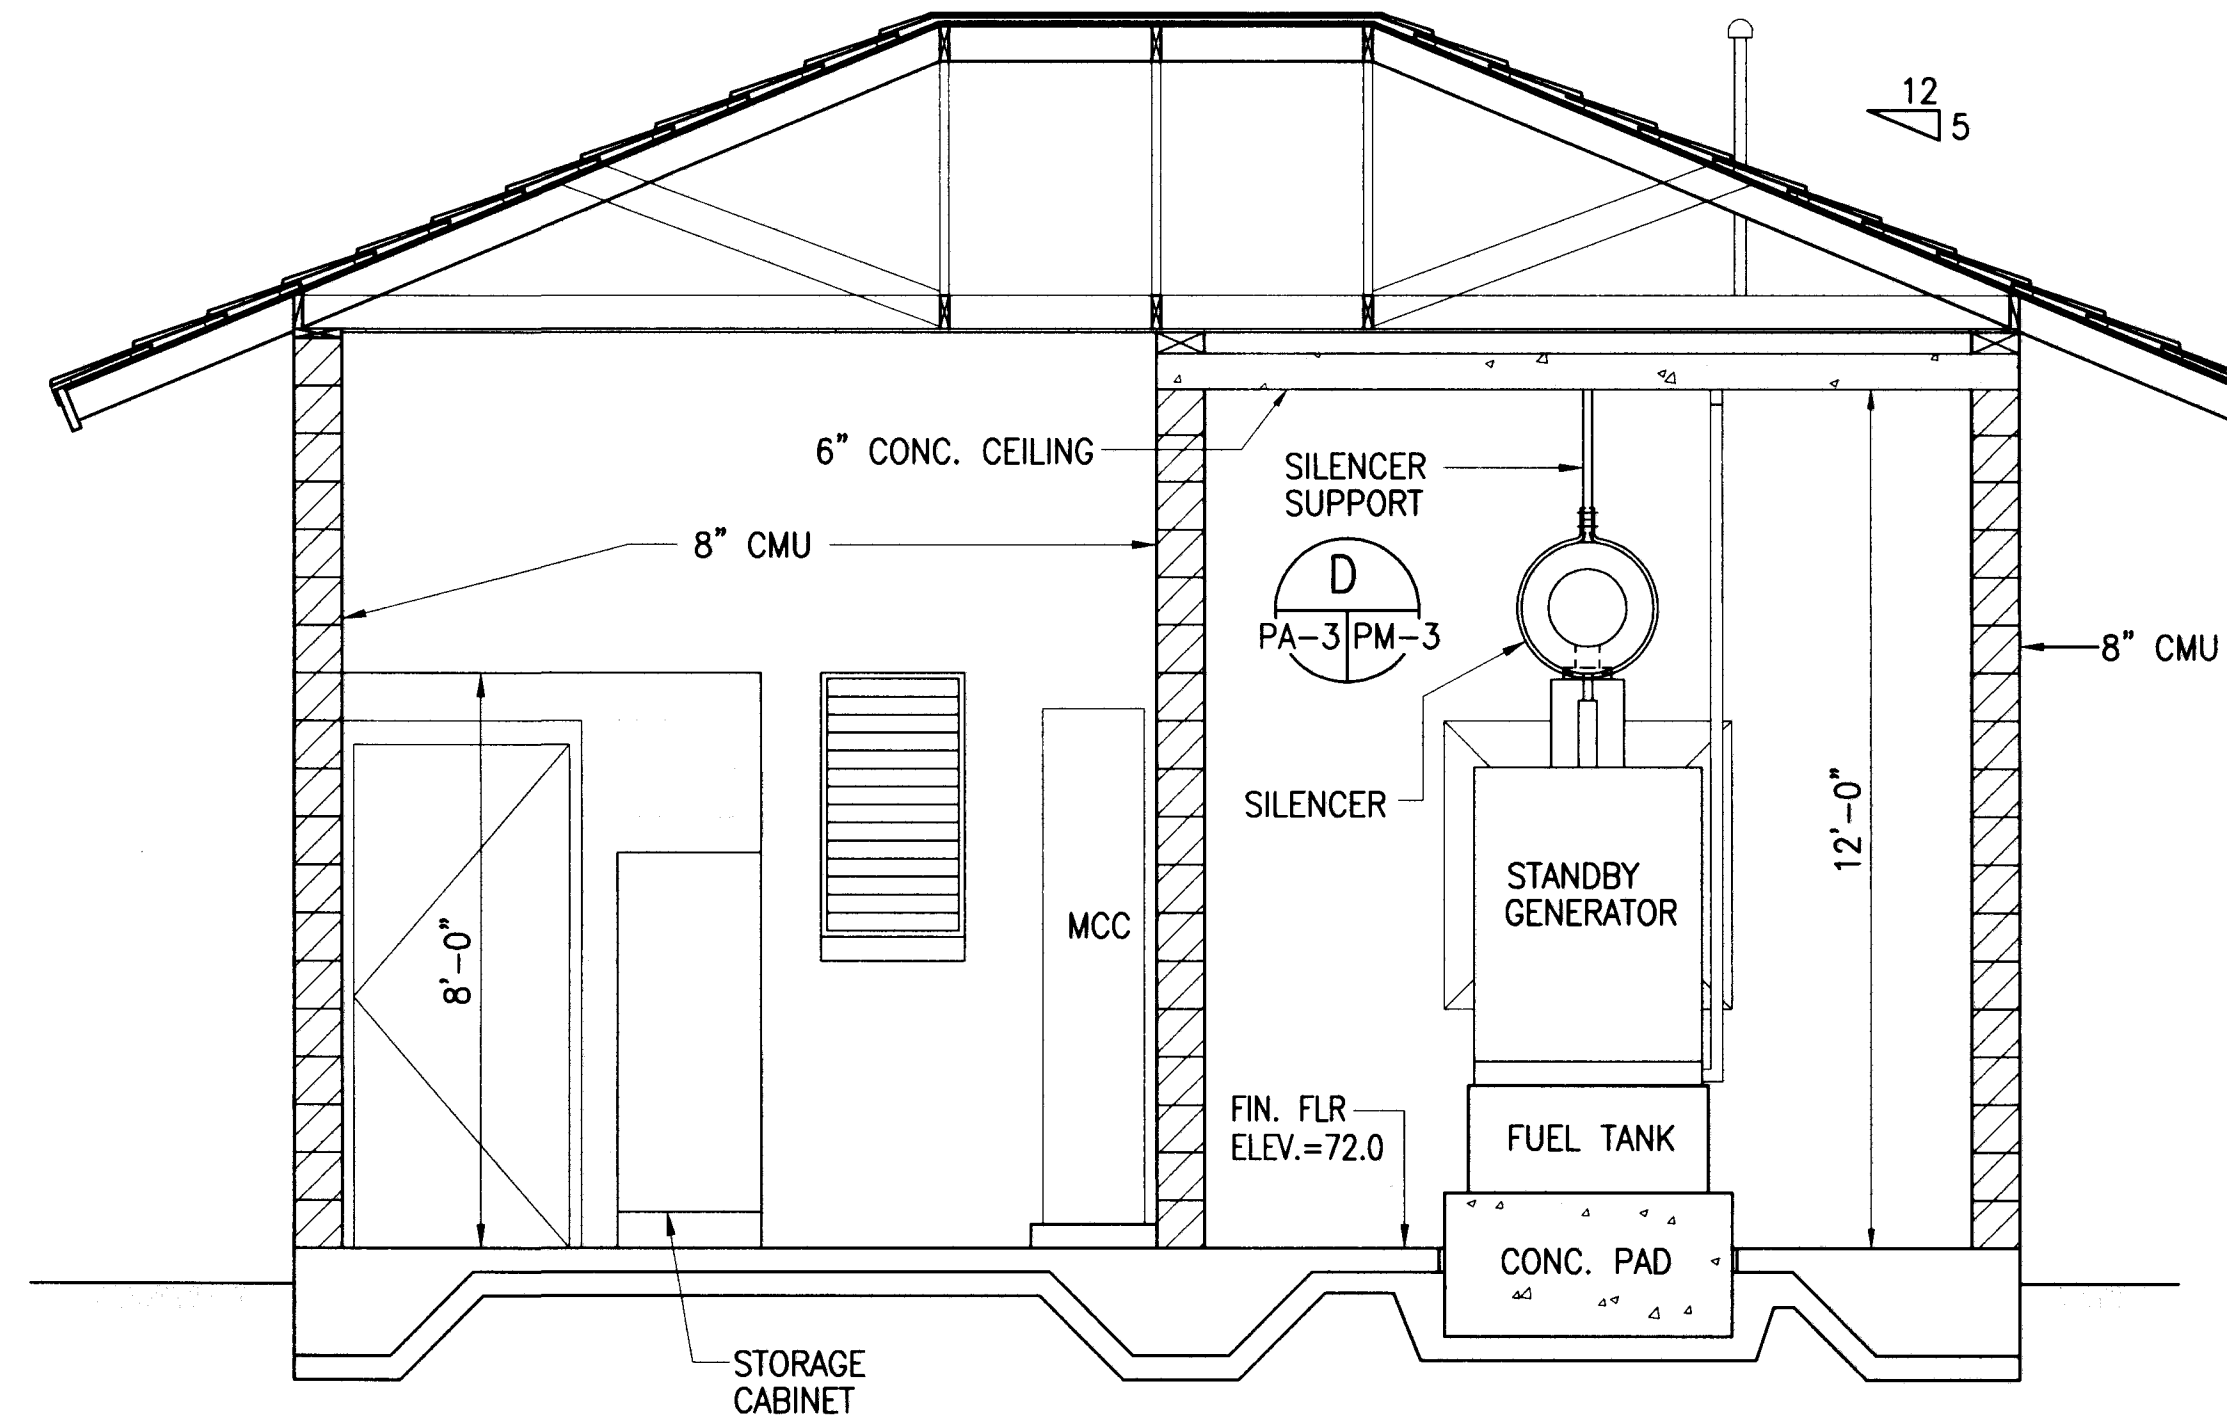 12
5
6” CONC. CEILING
SILENCER
SUPPORT
8” CMU
D
PA-3 PM-3
8” CMU
SILENCER
12'-0”
STANDBY
GENERATOR
MCC
8'-0”
FIN. FLR
ELEV.=72.0
FUEL TANK
CONC. PAD
STORAGE
CABINET